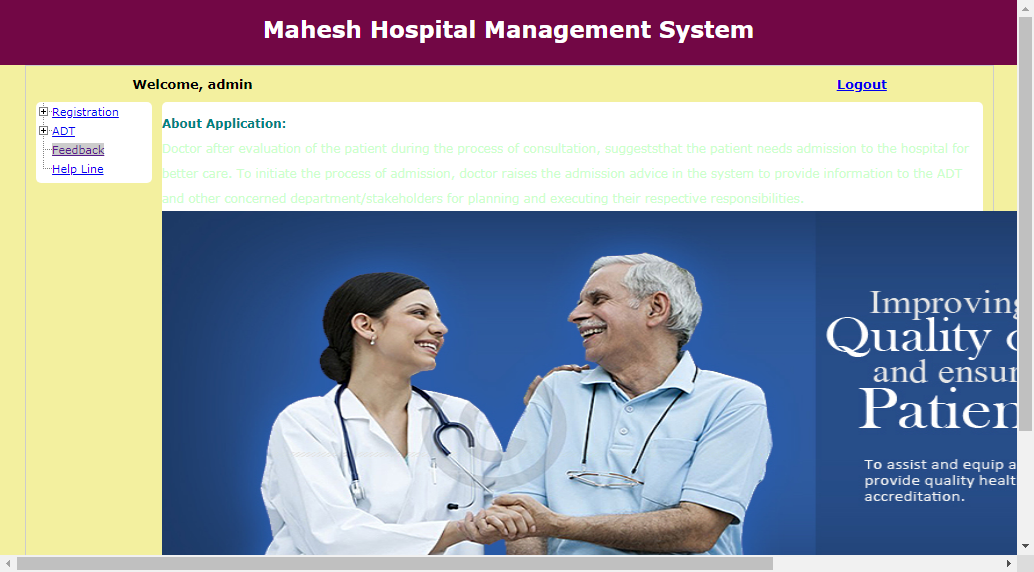 Mahesh Hospital Management System
Welcome, admin
Logout
Registration
ADT
Feedback
Help Line
About Application:
Doctor after evaluation of the patient during the process of consultation, suggeststhat the patient needs admission to the hospital for
better care. To initiate the process of admission, doctor raises the admission advice in the system to provide information to the ADT
and other concerned department/stakeholders for planning and executing their respective responsibilities.
Improving
Quality o
and ensur
Patien
To assist and equip a
provide quality healt
accreditation.